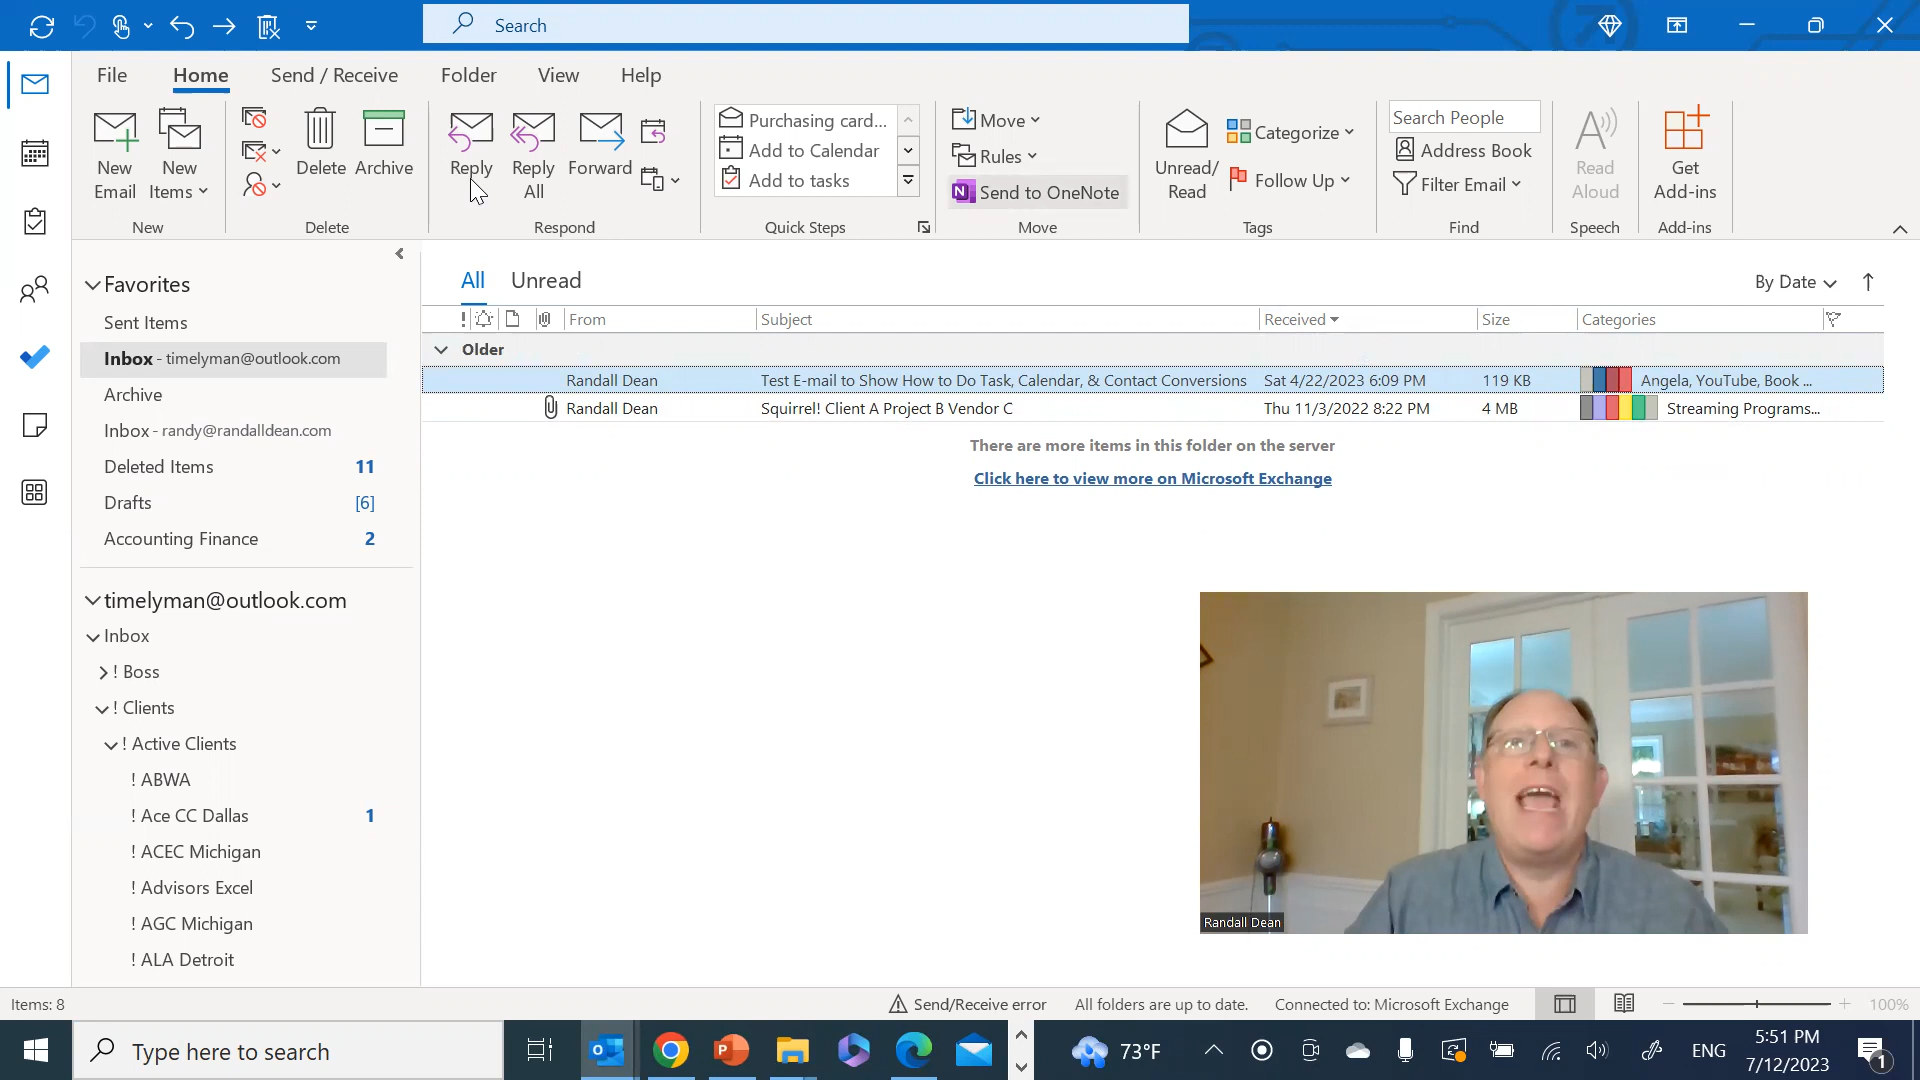 Search
File Home Send / Receive Folder View Help
New Email
New Items
Delete
Archive
Reply
Reply All
Forward
Purchasing card...
Add to Calendar
Add to tasks
Move
Rules
Send to OneNote
Unread/ Read
Categorize
Follow Up
Search People
Address Book
Filter Email
Read Aloud
Get Add-ins
New Delete Respond Quick Steps Move Tags Find Speech Add-ins
Favorites
Sent Items
Inbox - timelyman@outlook.com
Archive
Inbox - randy@randalldean.com
Deleted Items 11
Drafts [6]
Accounting Finance 2
timelyman@outlook.com
Inbox
! Boss
! Clients
! Active Clients
! ABWA
! Ace CC Dallas 1
! ACEC Michigan
! Advisors Excel
! AGC Michigan
! ALA Detroit
All Unread By Date
! From Subject Received Size Categories
Older
Randall Dean Test E-mail to Show How to Do Task, Calendar, & Contact Conversions Sat 4/22/2023 6:09 PM 119 KB Angela, YouTube, Book ...
Randall Dean Squirrel! Client A Project B Vendor C Thu 11/3/2022 8:22 PM 4 MB Streaming Programs...
There are more items in this folder on the server
Click here to view more on Microsoft Exchange
Randall Dean
Items: 8 Send/Receive error All folders are up to date. Connected to: Microsoft Exchange 100%
Type here to search 73°F ENG 5:51 PM
7/12/2023 1